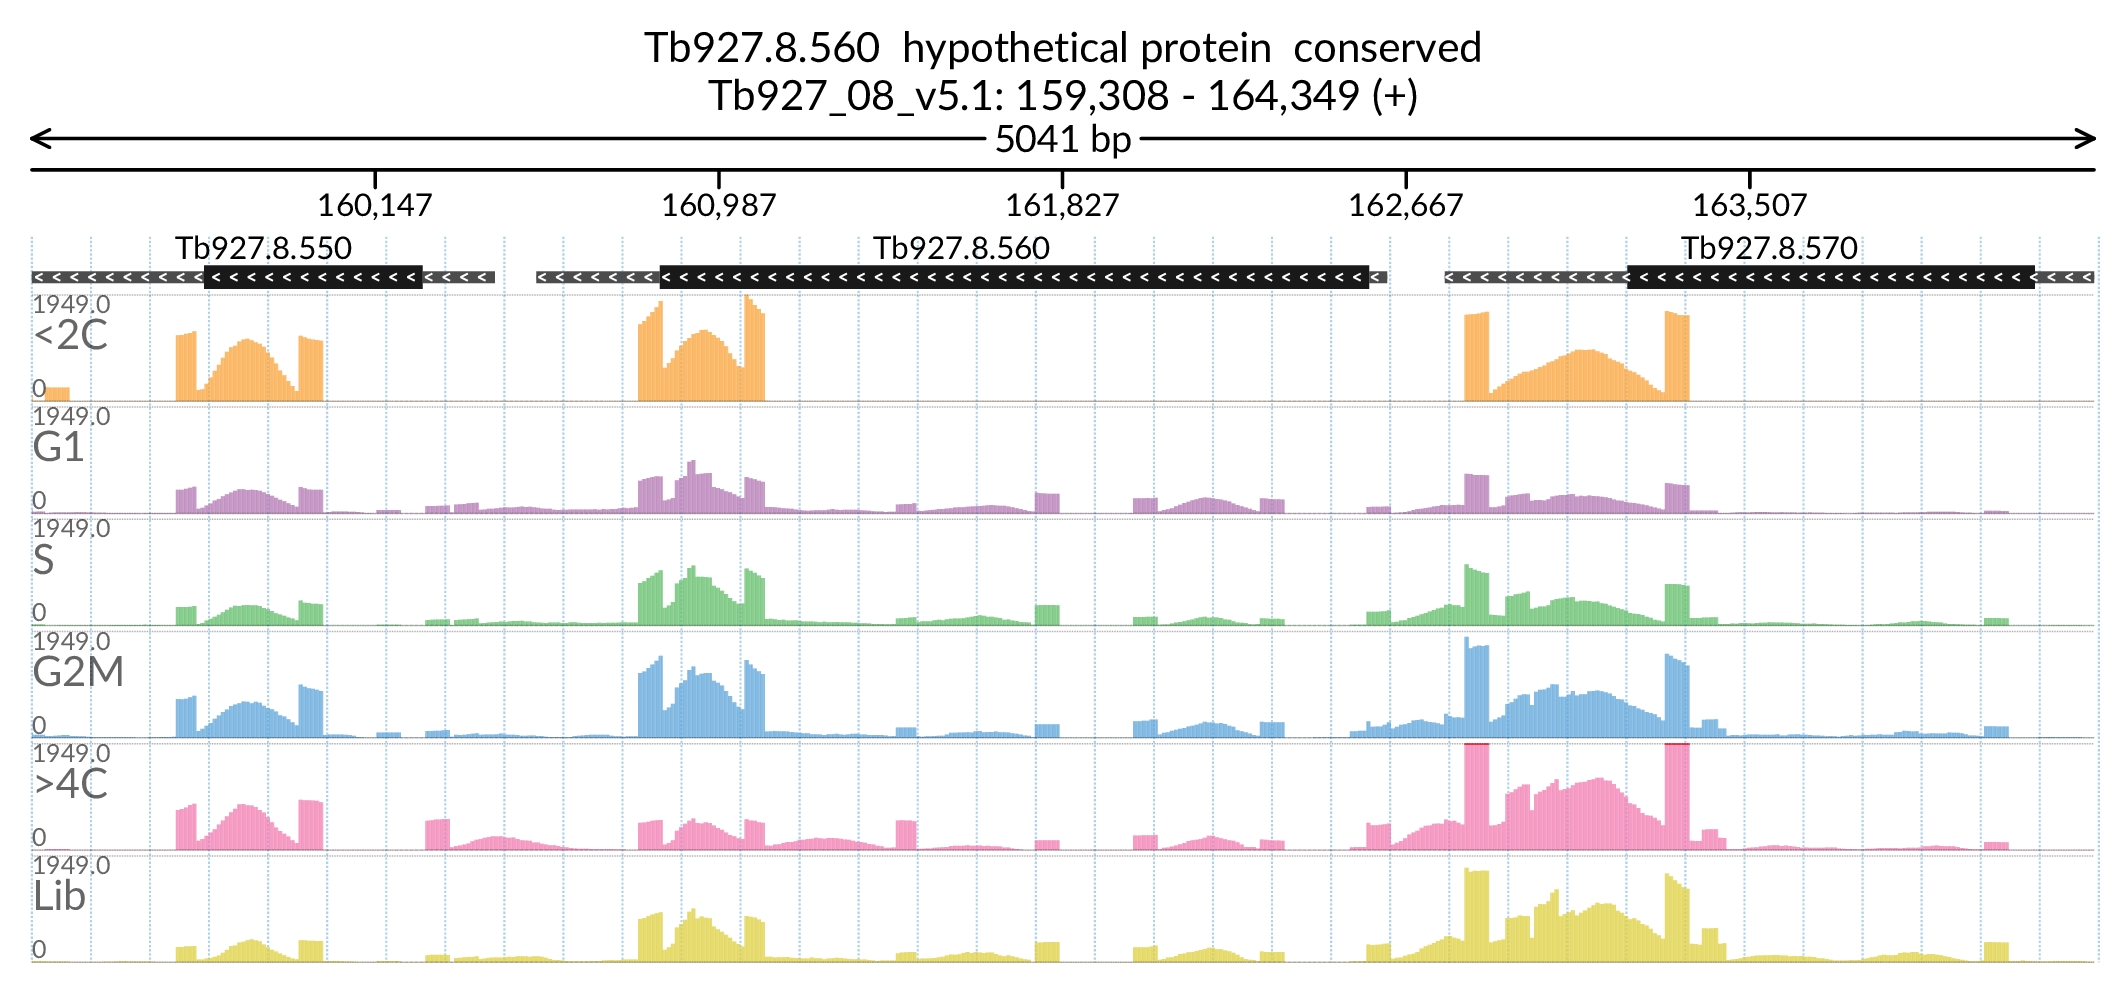 Tb927.8.560 hypothetical protein conserved
Tb927_08_v5.1: 159,308 - 164,349 (+)
5041 bp
160,147 160,987 161,827 162,667 163,507
Tb927.8.550 Tb927.8.560 Tb927.8.570
1949.0
<2C
0
1949.0
G1
0
1949.0
S
0
1949.0
G2M
0
1949.0
>4C
0
1949.0
Lib
0